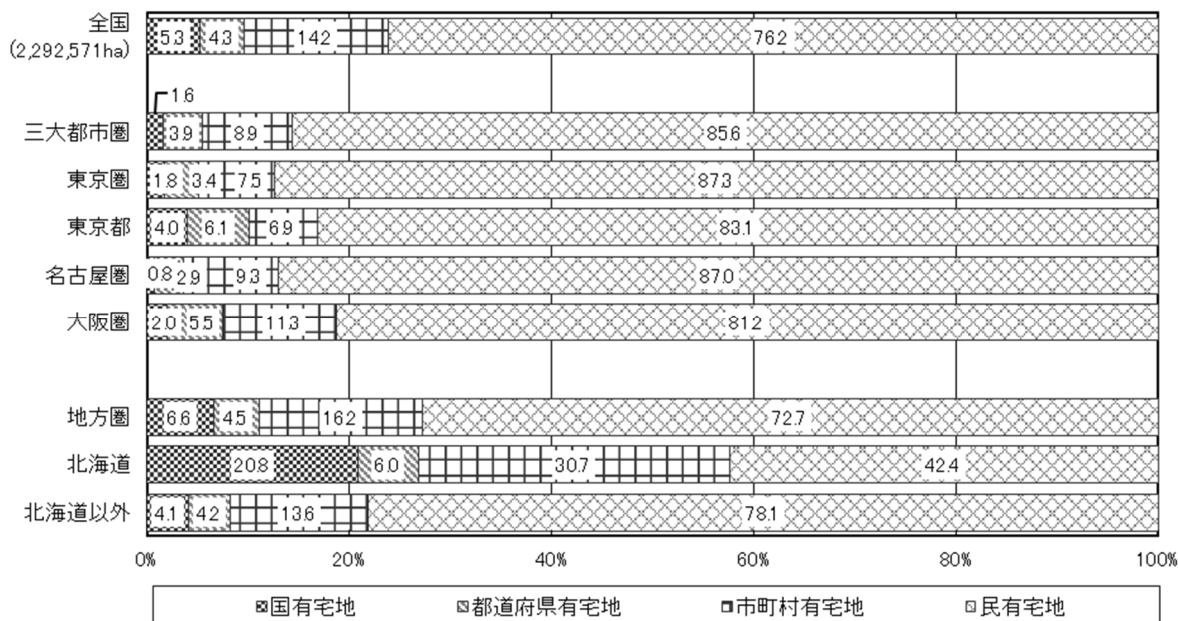 全国 5.3 4.3 14.2 76.2
(2,292,571ha)
1.6
三大都市圏 3.9 8.9 85.6
東京圏 1.8 3.4 7.5 87.3
東京都 4.0 6.1 6.9 83.1
名古屋圏 0.8 2.9 9.3 87.0
大阪圏 2.0 5.5 11.3 81.2
地方圏 6.6 4.5 16.2 72.7
北海道 20.8 6.0 30.7 42.4
北海道以外 4.1 4.2 13.6 78.1
0% 20% 40% 60% 80% 100%
国有宅地 都道府県有宅地 市町村有宅地 民有宅地